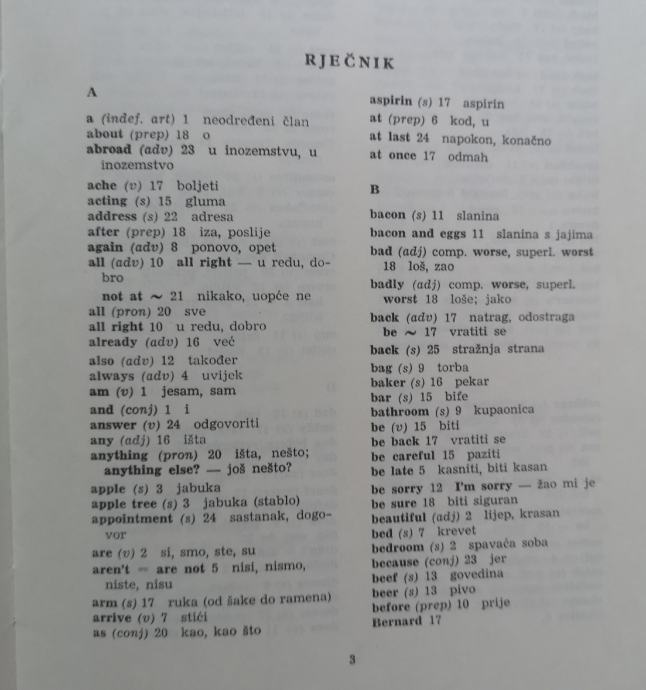 RJEČNIK
A
a (indef. art) 1 neodređeni član
about (prep) 18 o
abroad (adv) 23 u inozemstvu, u
inozemstvo
ache (v) 17 boljeti
acting (s) 15 gluma
address (s) 22 adresa
after (prep) 18 iza, poslije
again (adv) 8 ponovo, opet
all (adv) 10 all right — u redu, do-
bro
not at ~ 21 nikako, uopće ne
all (pron) 20 sve
all right 10 u redu, dobro
already (adv) 16 već
also (adv) 12 također
always (adv) 4 uvijek
am (v) 1 jesam, sam
and (conj) 1 i
answer (v) 24 odgovoriti
any (adj) 16 išta
anything (pron) 20 išta, nešto;
anything else? — još nešto?
apple (s) 3 jabuka
apple tree (s) 3 jabuka (stablo)
appointment (s) 24 sastanak, dogo-
vor
are (v) 2 si, smo, ste, su
aren't = are not 5 nisi, nismo,
niste, nisu
arm (s) 17 ruka (od šake do ramena)
arrive (v) 7 stići
as (conj) 20 kao, kao što
aspirin (s) 17 aspirin
at (prep) 6 kod, u
at last 24 napokon, konačno
at once 17 odmah
B
bacon (s) 11 slanina
bacon and eggs 11 slanina s jajima
bad (adj) comp. worse, superl. worst
18 loš, zao
badly (adj) comp. worse, superl.
worst 18 loše; jako
back (adv) 17 natrag, odostraga
be ~ 17 vratiti se
back (s) 25 stražnja strana
bag (s) 9 torba
baker (s) 16 pekar
bar (s) 15 bife
bathroom (s) 9 kupaonica
be (v) 15 biti
be back 17 vratiti se
be careful 15 paziti
be late 5 kasniti, biti kasan
be sorry 12 I'm sorry — žao mi je
be sure 18 biti siguran
beautiful (adj) 2 lijep, krasan
bed (s) 7 krevet
bedroom (s) 2 spavaća soba
because (conj) 23 jer
beef (s) 13 govedina
beer (s) 13 pivo
before (prep) 10 prije
Bernard 17
3